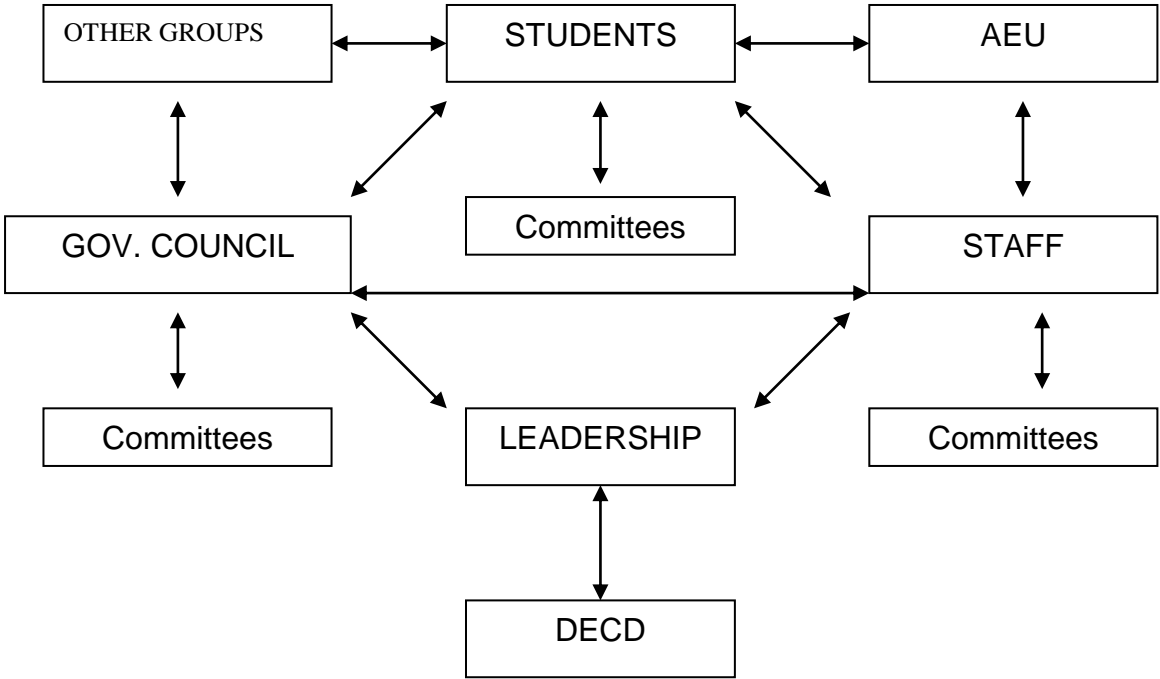 OTHER GROUPS
STUDENTS
AEU
GOV. COUNCIL
Committees
STAFF
Committees
LEADERSHIP
Committees
DECD